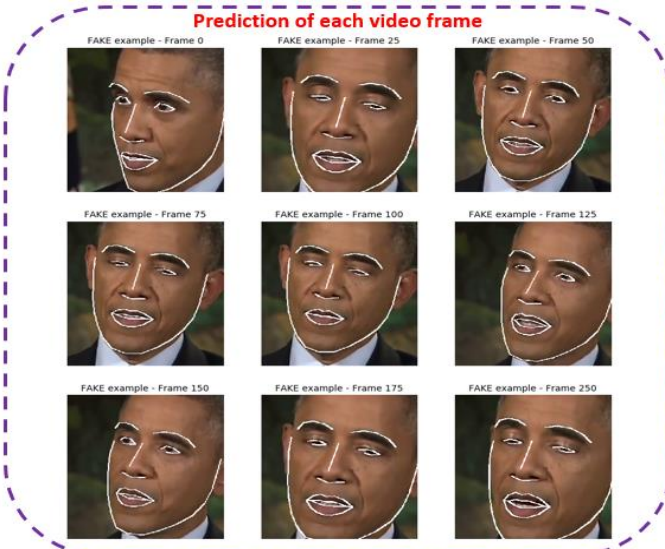 Prediction of each video frame
FAKE example - Frame 0
FAKE example - Frame 25
FAKE example - Frame 50
FAKE example - Frame 75
FAKE example - Frame 100
FAKE example - Frame 125
FAKE example - Frame 150
FAKE example - Frame 175
FAKE example - Frame 250